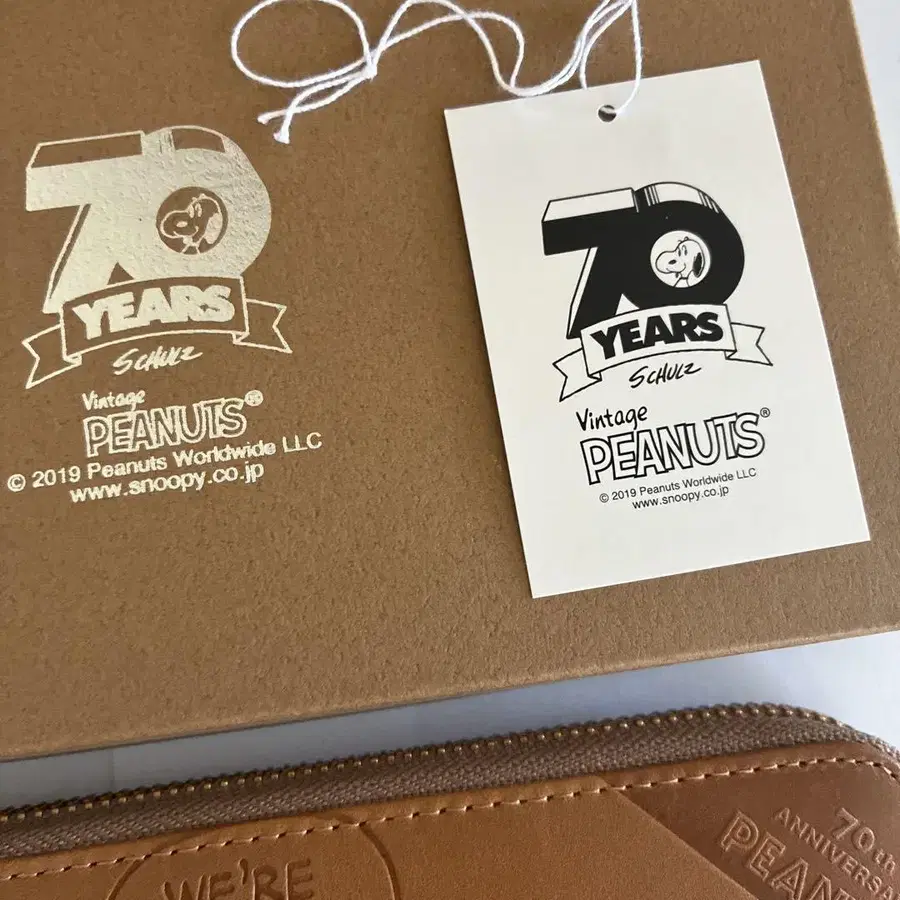 70
YEARS
SCHULZ
Vintage
PEANUTS®
© 2019 Peanuts Worldwide LLC
www.snoopy.co.jp
70
YEARS
SCHULZ
Vintage
PEANUTS®
© 2019 Peanuts Worldwide LLC
www.snoopy.co.jp
WE'RE
70th
ANNIVERSA
PEAN